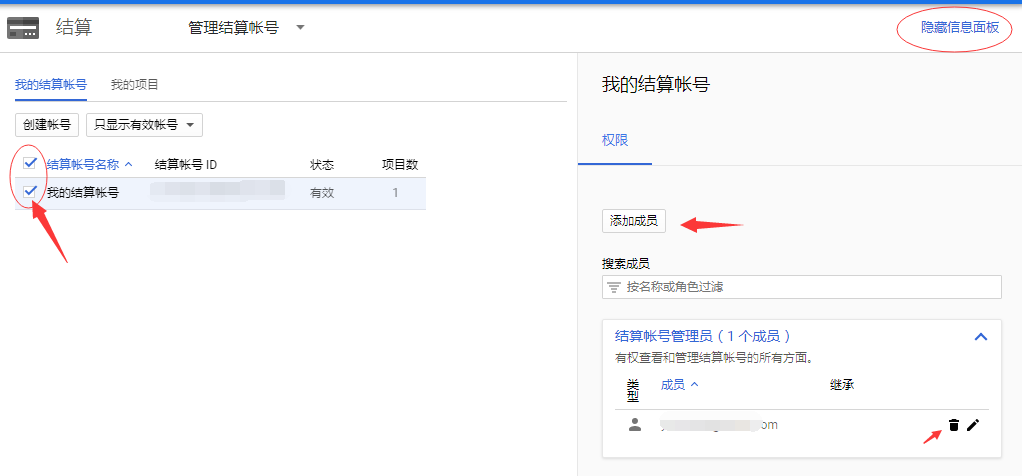 结算
管理结算帐号
隐藏信息面板
我的结算帐号
我的项目
创建帐号
只显示有效帐号
结算帐号名称
结算帐号 ID
状态
项目数
我的结算帐号
有效
1
我的结算帐号
权限
添加成员
搜索成员
按名称或角色过滤
结算帐号管理员（1 个成员）
有权查看和管理结算帐号的所有方面。
类型
成员
继承
om